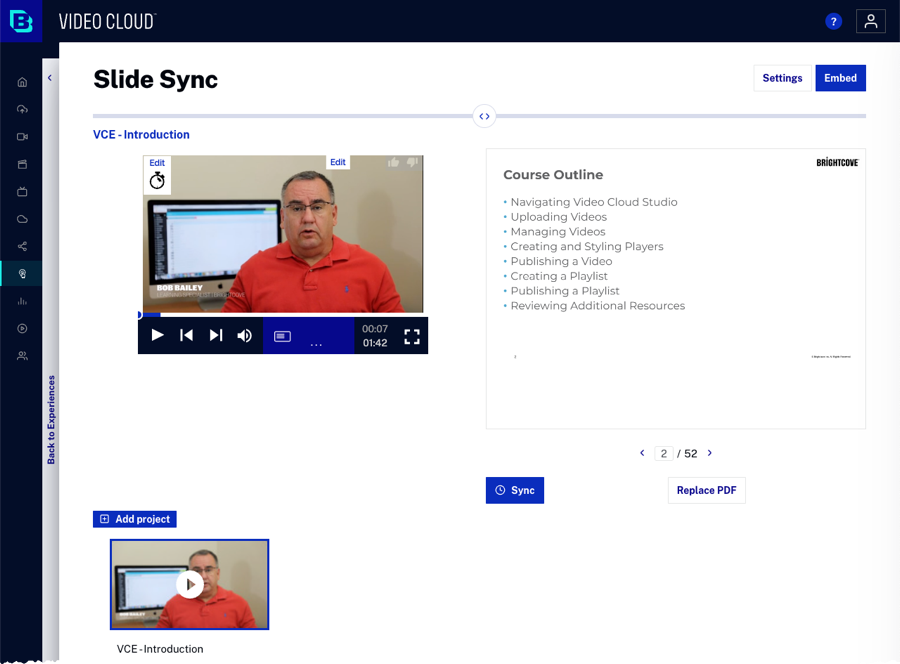 VIDEO CLOUD™
?
Slide Sync
Settings
Embed
VCE - Introduction
Edit
Edit
BOB BAILEY
00:07
01:42
BRIGHTCOVE
Course Outline
• Navigating Video Cloud Studio
• Uploading Videos
• Managing Videos
• Creating and Styling Players
• Publishing a Video
• Creating a Playlist
• Publishing a Playlist
• Reviewing Additional Resources
2 / 52
Sync
Replace PDF
Back to Experiences
Add project
BOB BAILEY
VCE - Introduction